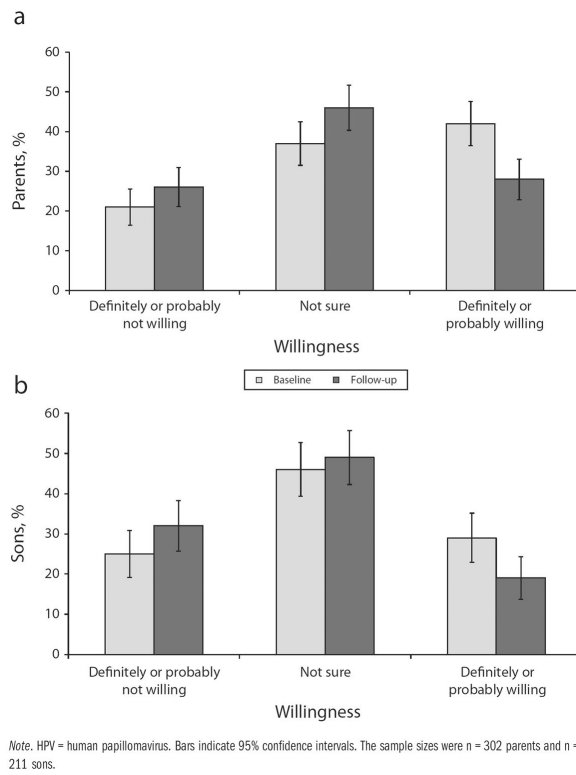 a
60
50
40
30
20
10
0
Parents, %
Definitely or probably
not willing
Not sure
Definitely or
probably willing
Willingness
Baseline
Follow-up
b
60
50
40
30
20
10
0
Sons, %
Definitely or probably
not willing
Not sure
Definitely or
probably willing
Willingness
Note. HPV = human papillomavirus. Bars indicate 95% confidence intervals. The sample sizes were n = 302 parents and n =
211 sons.